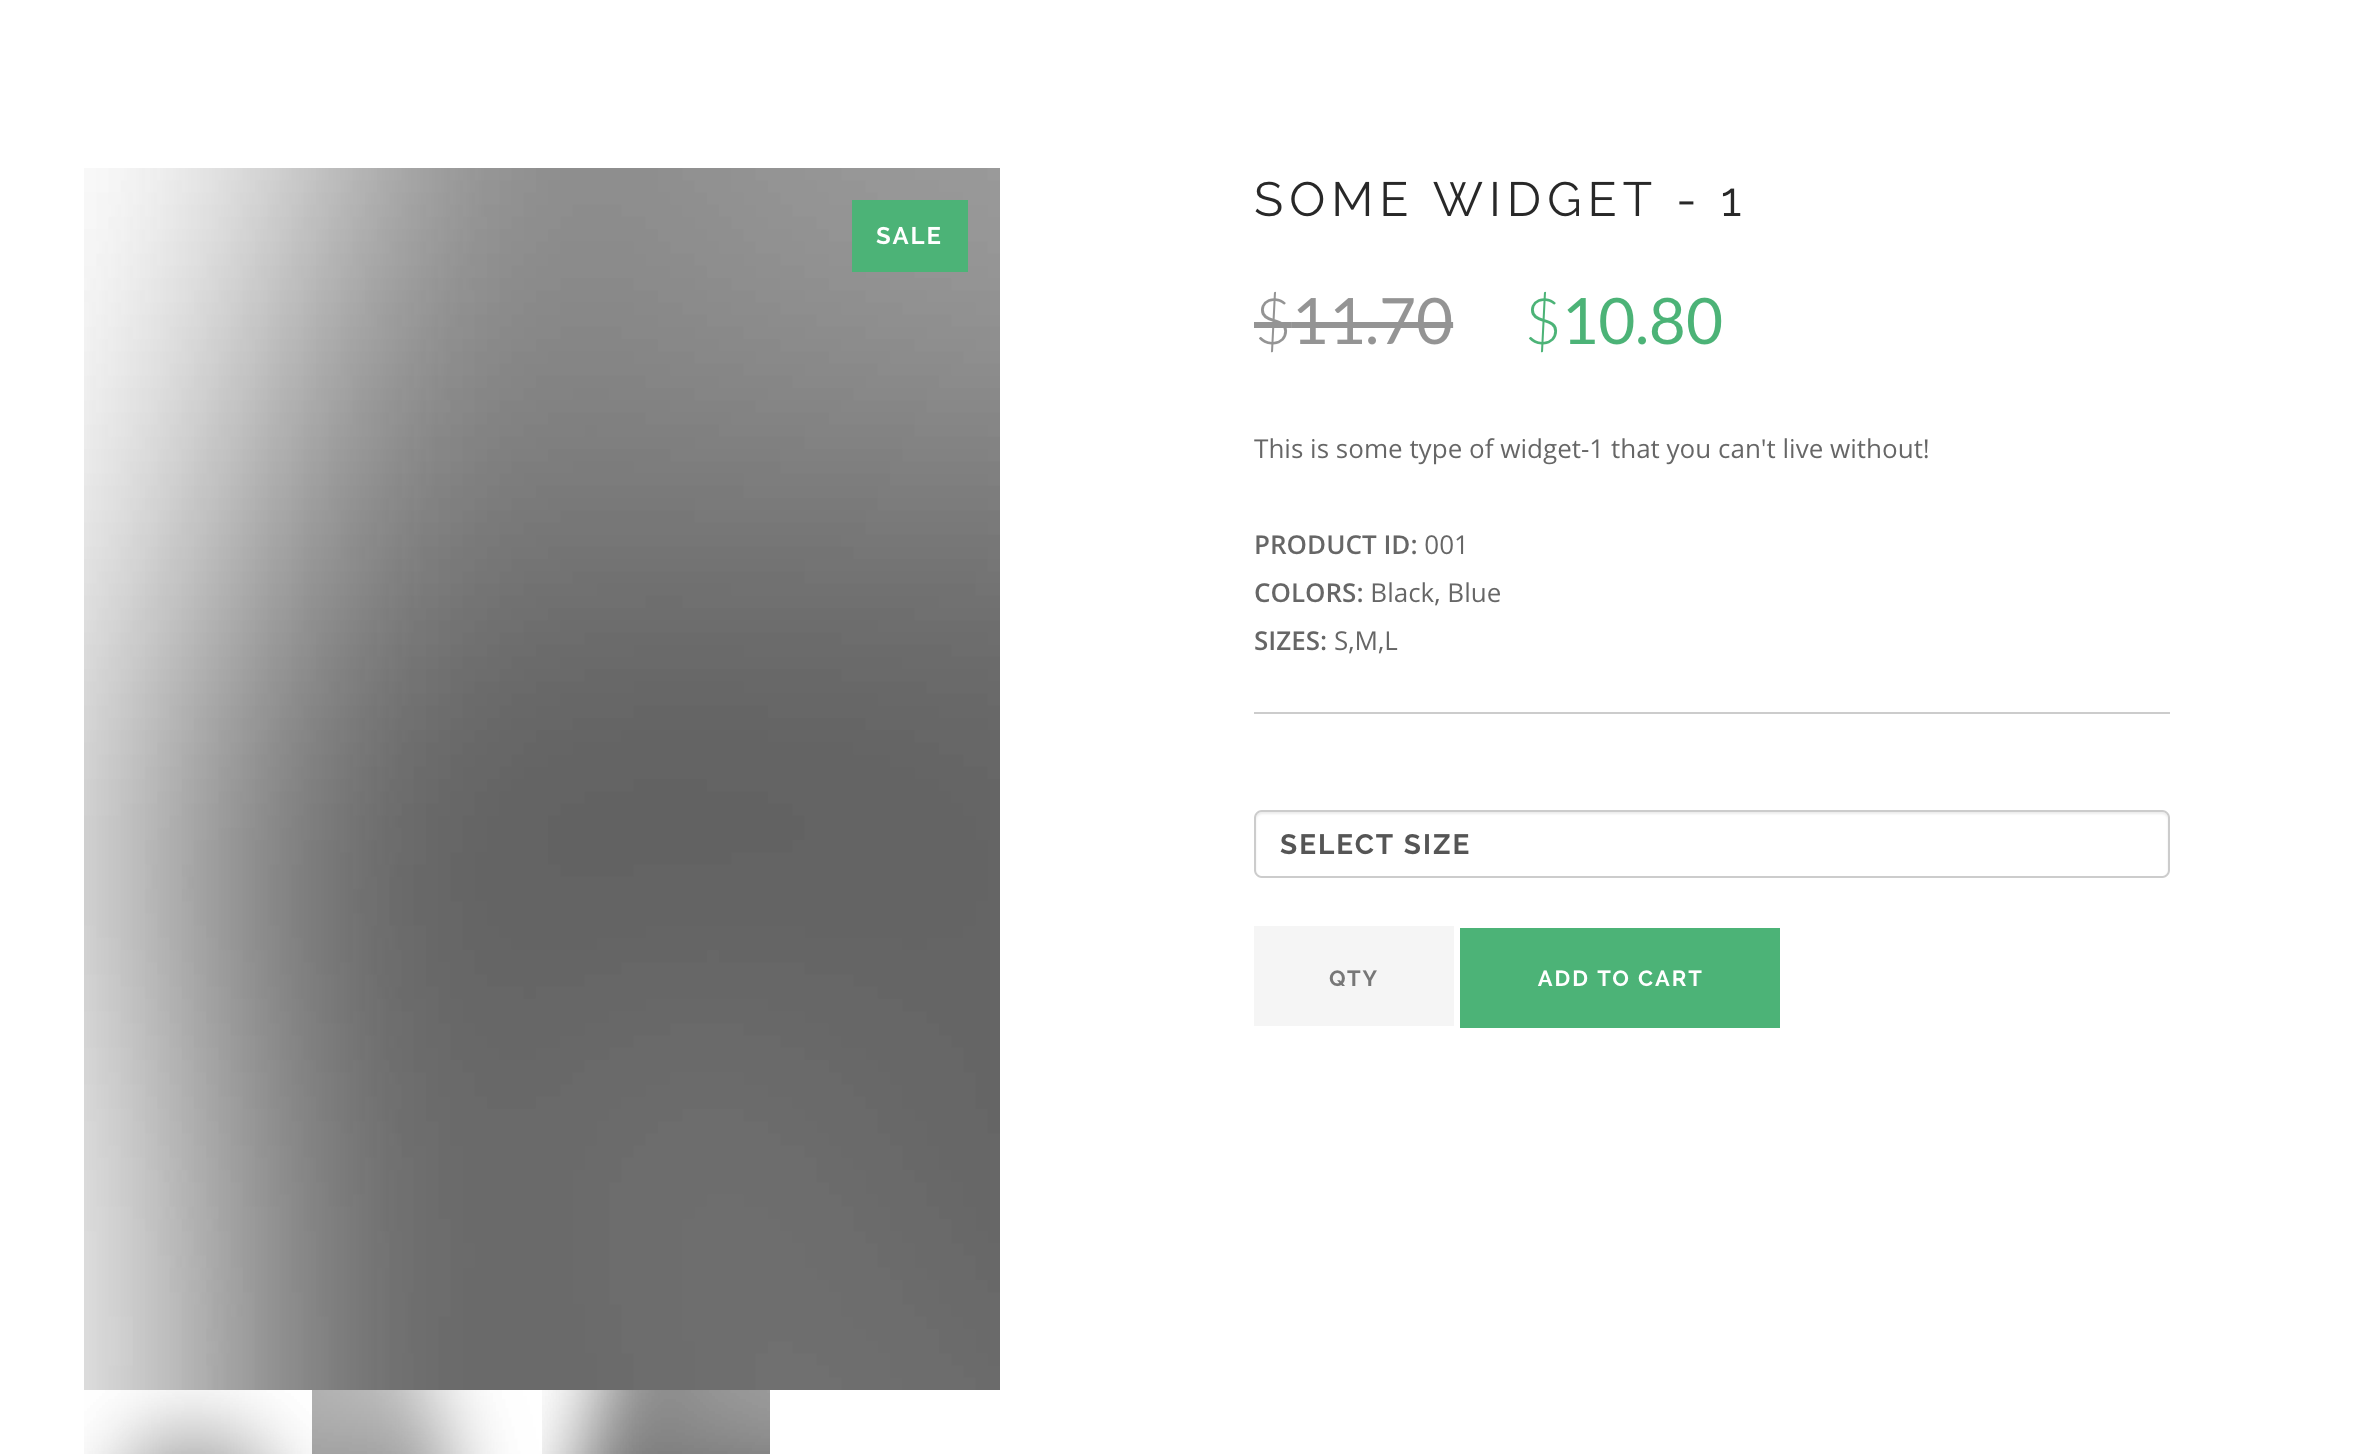 SALE
SOME WIDGET - 1
$11.70 $10.80
This is some type of widget-1 that you can't live without!
PRODUCT ID: 001
COLORS: Black, Blue
SIZES: S,M,L
SELECT SIZE
QTY ADD TO CART